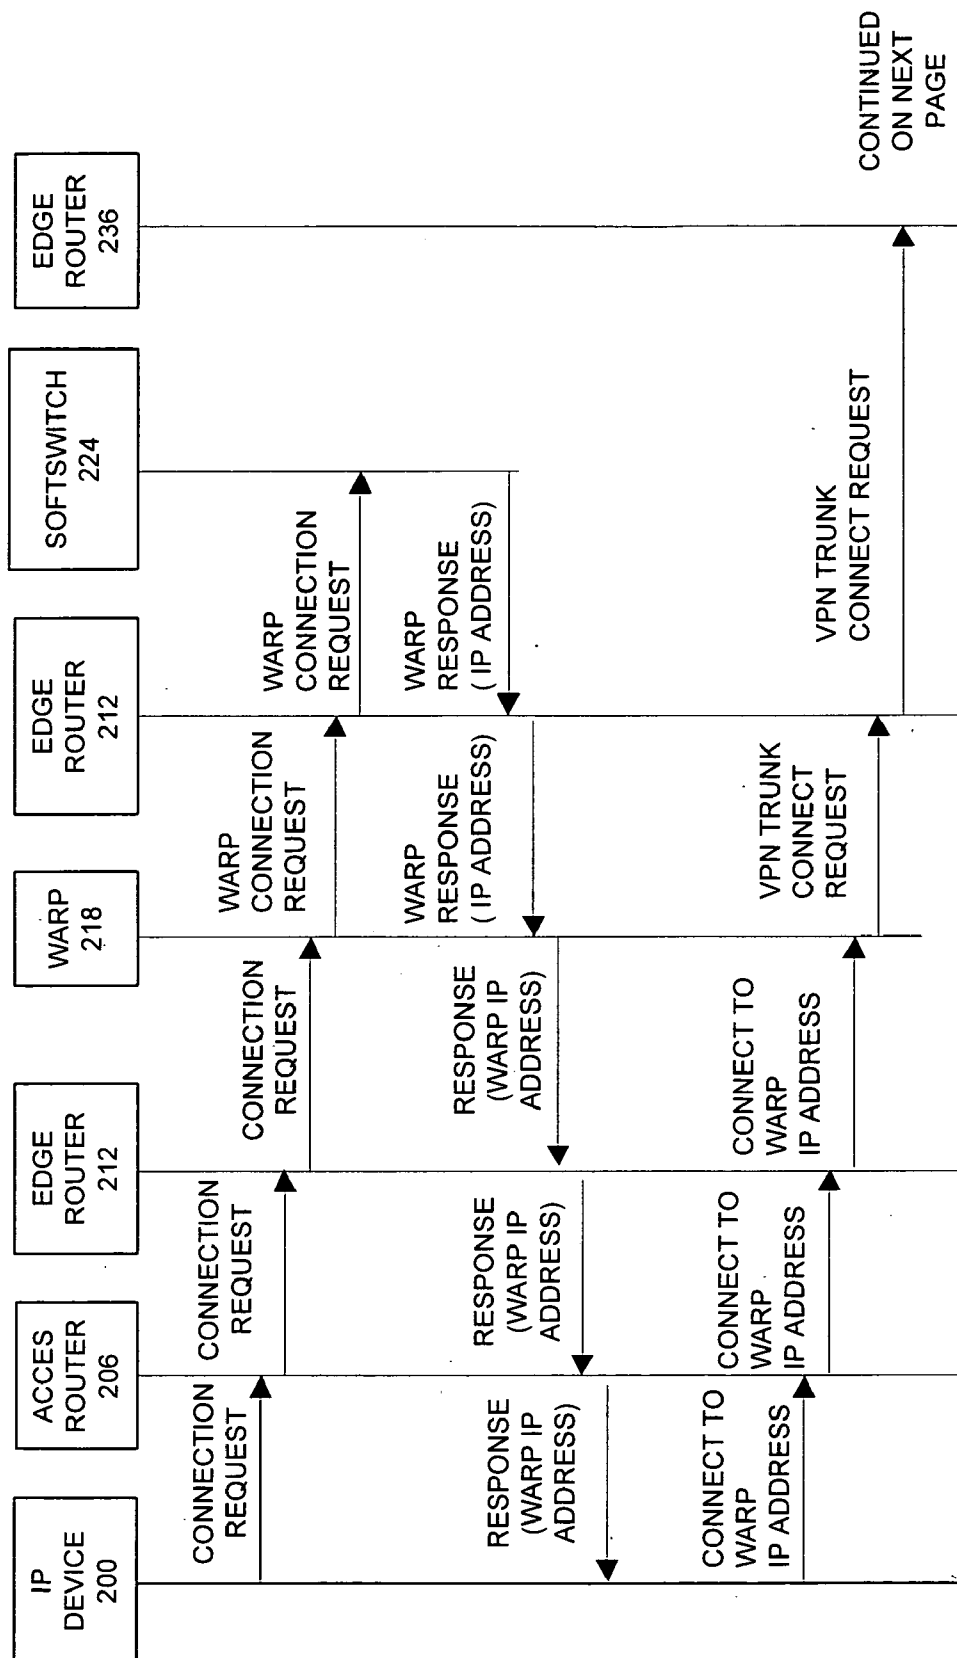 IP
DEVICE
200
ACCES
ROUTER
206
EDGE
ROUTER
212
WARP
218
EDGE
ROUTER
212
SOFTSWITCH
224
EDGE
ROUTER
236
CONNECTION
REQUEST
CONNECTION
REQUEST
CONNECTION
REQUEST
WARP
CONNECTION
REQUEST
WARP
CONNECTION
REQUEST
WARP
RESPONSE
( IP ADDRESS)
WARP
RESPONSE
( IP ADDRESS)
RESPONSE
(WARP IP
ADDRESS)
RESPONSE
(WARP IP
ADDRESS)
RESPONSE
(WARP IP
ADDRESS)
CONNECT TO
WARP
IP ADDRESS
CONNECT TO
WARP
IP ADDRESS
CONNECT TO
WARP
IP ADDRESS
VPN TRUNK
CONNECT
REQUEST
VPN TRUNK
CONNECT REQUEST
CONTINUED
ON NEXT
PAGE